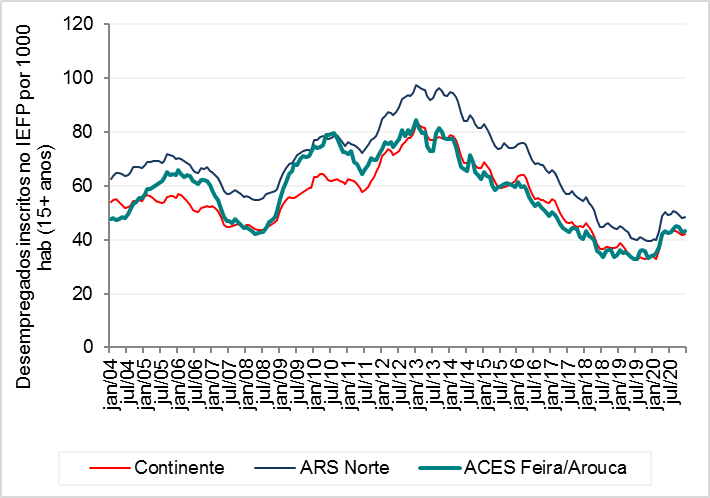 Desempregados inscritos no IEFP por 1000
hab (15+ anos)
120
100
80
60
40
20
0
jan/04
jul/04
jan/05
jul/05
jan/06
jul/06
jan/07
jul/07
jan/08
jul/08
jan/09
jul/09
jan/10
jul/10
jan/11
jul/11
jan/12
jul/12
jan/13
jul/13
jan/14
jul/14
jan/15
jul/15
jan/16
jul/16
jan/17
jul/17
jan/18
jul/18
jan/19
jul/19
jan/20
jul/20
Continente ARS Norte ACES Feira/Arouca